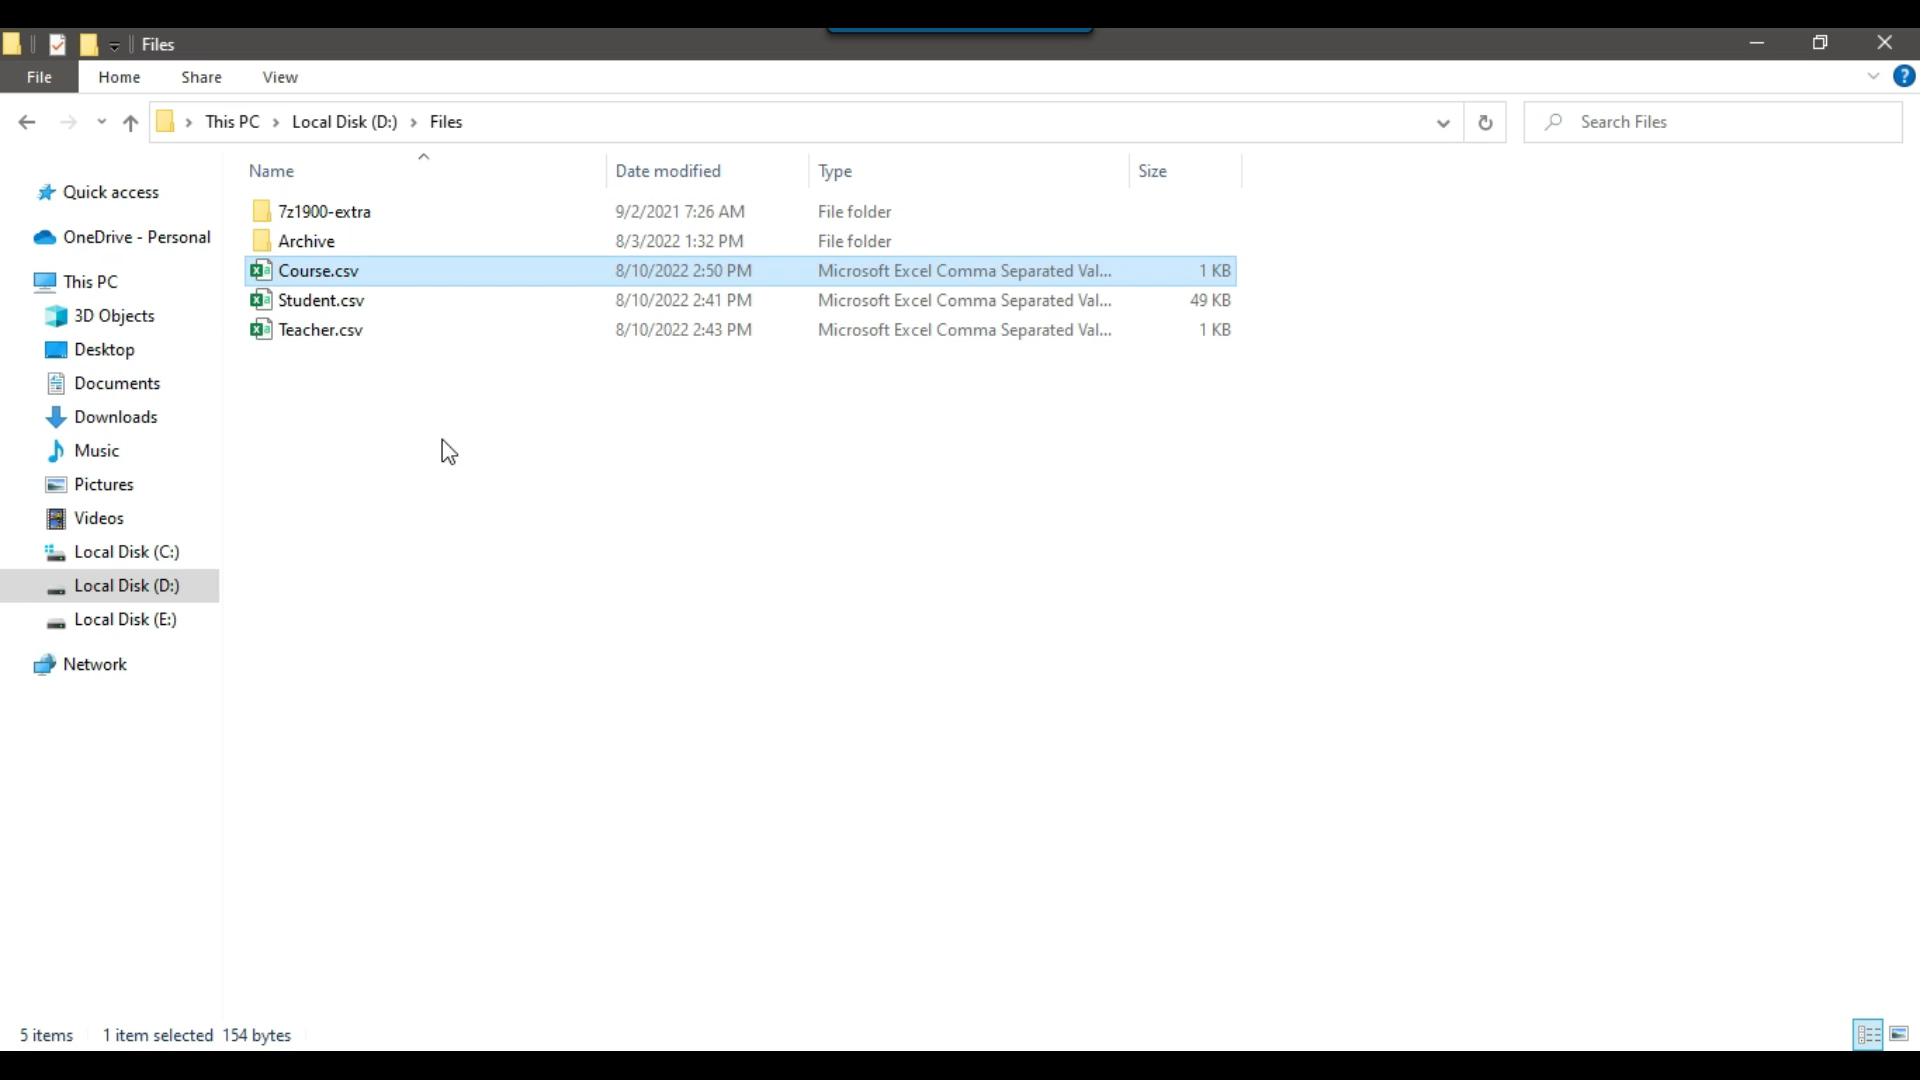 Files
File Home Share View
This PC Local Disk (D:) Files
Search Files
Name Date modified Type Size
Quick access
OneDrive - Personal
This PC
3D Objects
Desktop
Documents
Downloads
Music
Pictures
Videos
Local Disk (C:)
Local Disk (D:)
Local Disk (E:)
Network
7z1900-extra 9/2/2021 7:26 AM File folder
Archive 8/3/2022 1:32 PM File folder
Course.csv 8/10/2022 2:50 PM Microsoft Excel Comma Separated Val... 1 KB
Student.csv 8/10/2022 2:41 PM Microsoft Excel Comma Separated Val... 49 KB
Teacher.csv 8/10/2022 2:43 PM Microsoft Excel Comma Separated Val... 1 KB
5 items 1 item selected 154 bytes